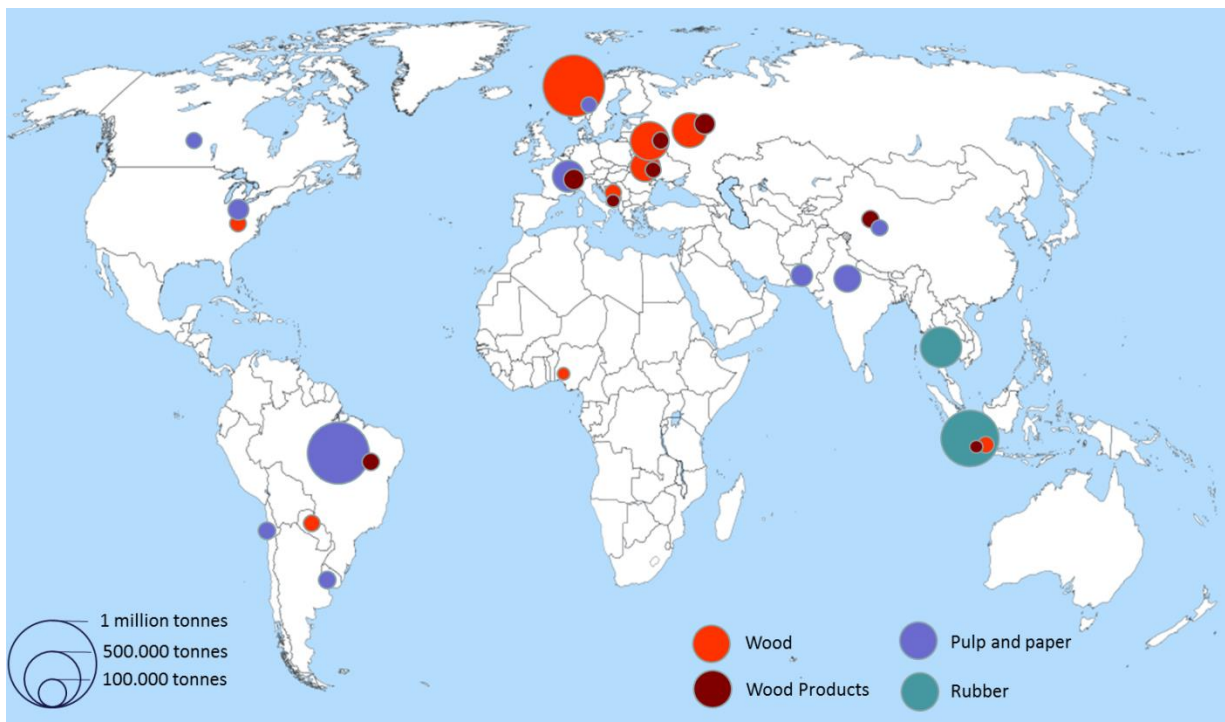 1 million tonnes
500.000 tonnes
100.000 tonnes
Wood
Wood Products
Pulp and paper
Rubber